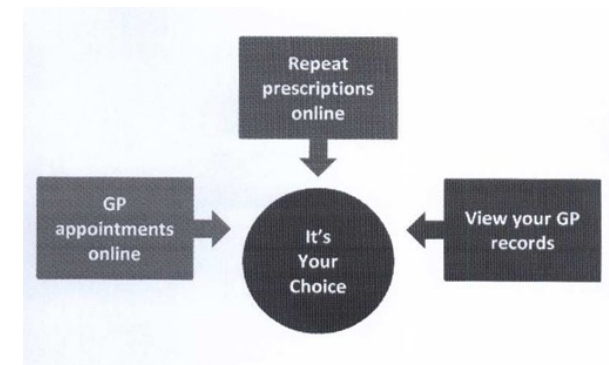 Repeat
prescriptions
online
GP
appointments
online
It's
Your
Choice
View your GP
records